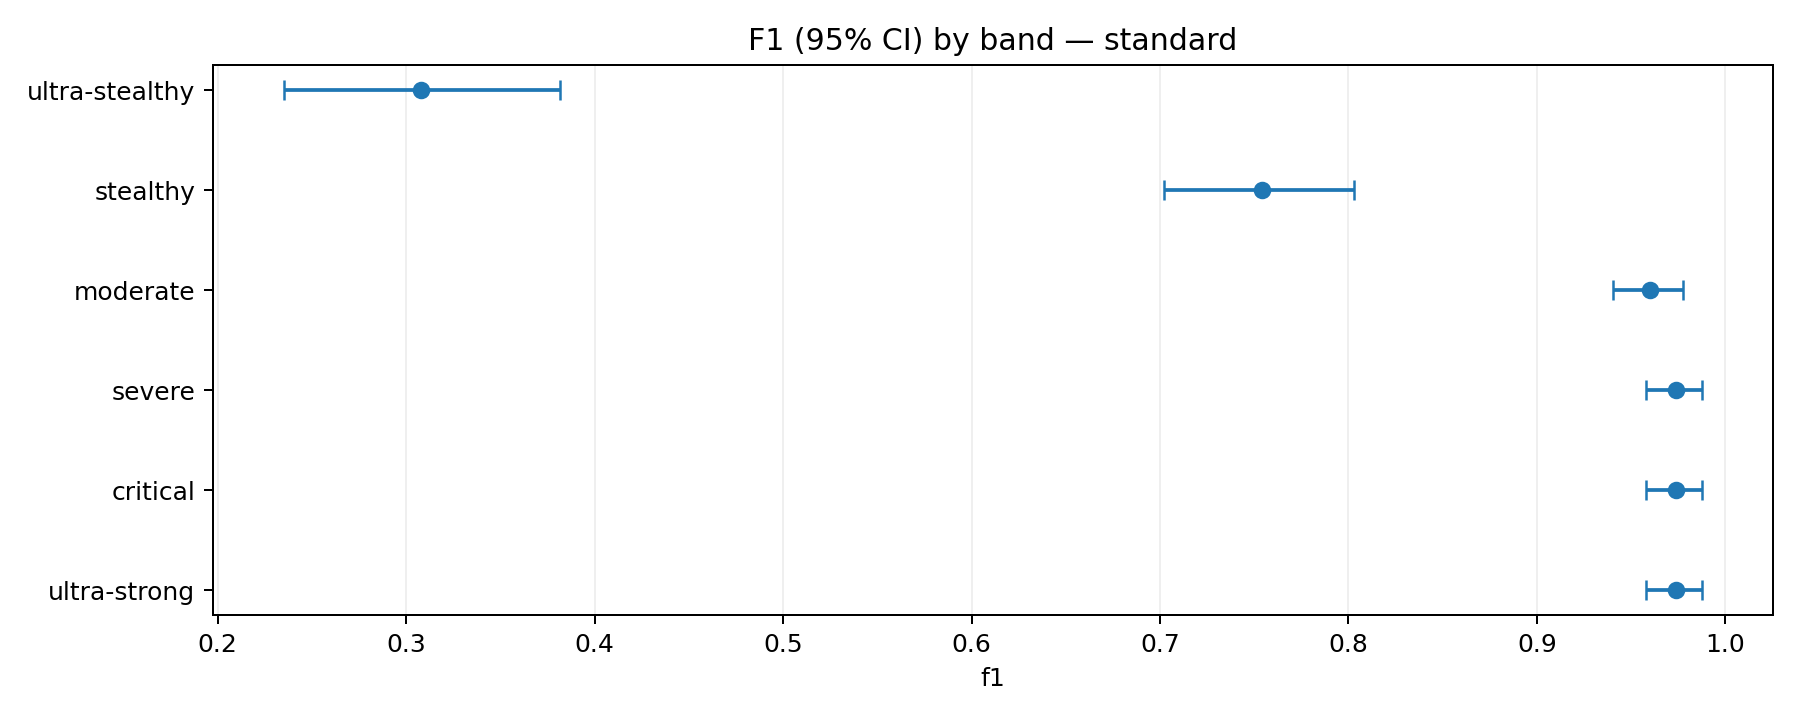 F1 (95% CI) by band — standard
ultra-stealthy
stealthy
moderate
severe
critical
ultra-strong
0.2 0.3 0.4 0.5 0.6 0.7 0.8 0.9 1.0
f1